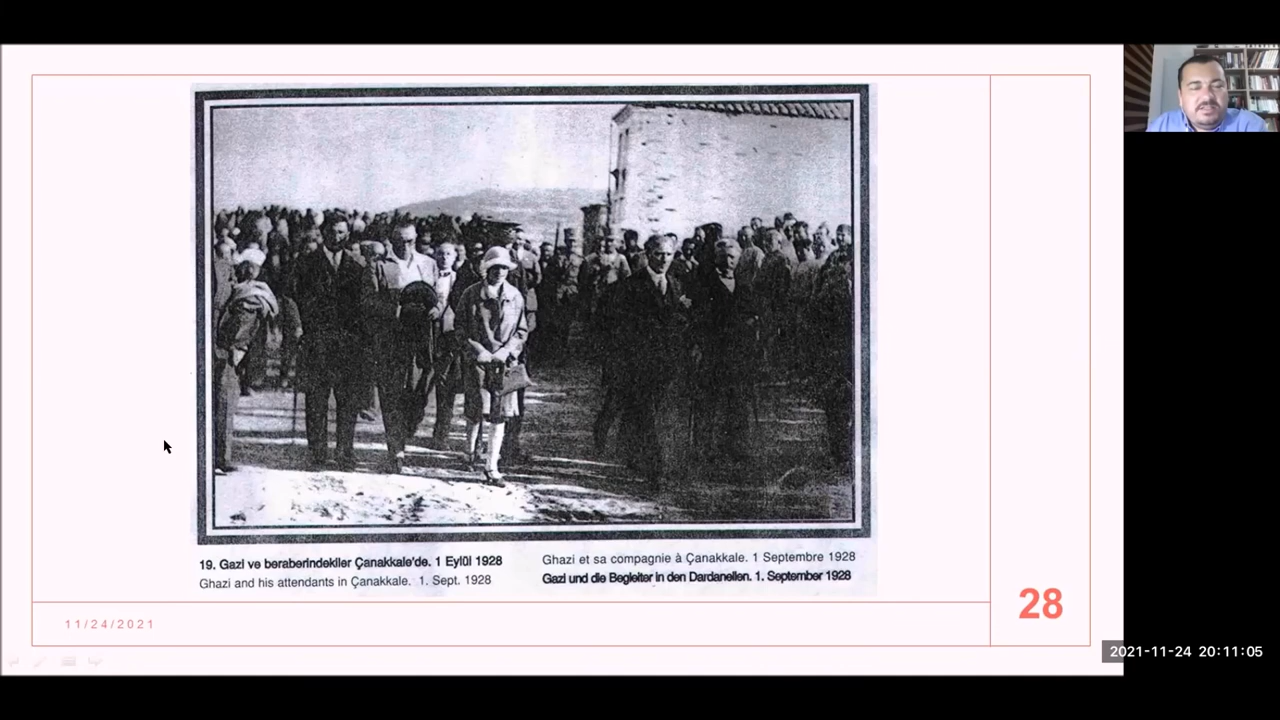 19. Gazi ve beraberindekiler Çanakkale'de. 1 Eylül 1928
Ghazi and his attendants in Çanakkale. 1. Sept. 1928
Ghazi et sa compagnie à Çanakkale. 1 Septembre 1928
Gazi und die Begleiter in den Dardanellen. 1. September 1928
11/24/2021
28
2021-11-24 20:11:05